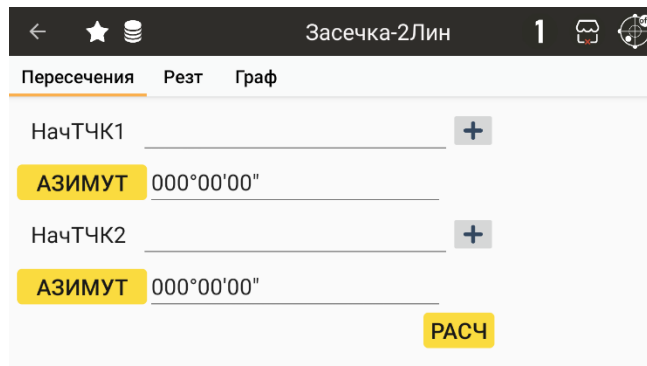 Засечка-2Лин 1
Пересечения Резт Граф
НачТЧК1
АЗИМУТ 000°00'00"
НачТЧК2
АЗИМУТ 000°00'00"
РАСЧ